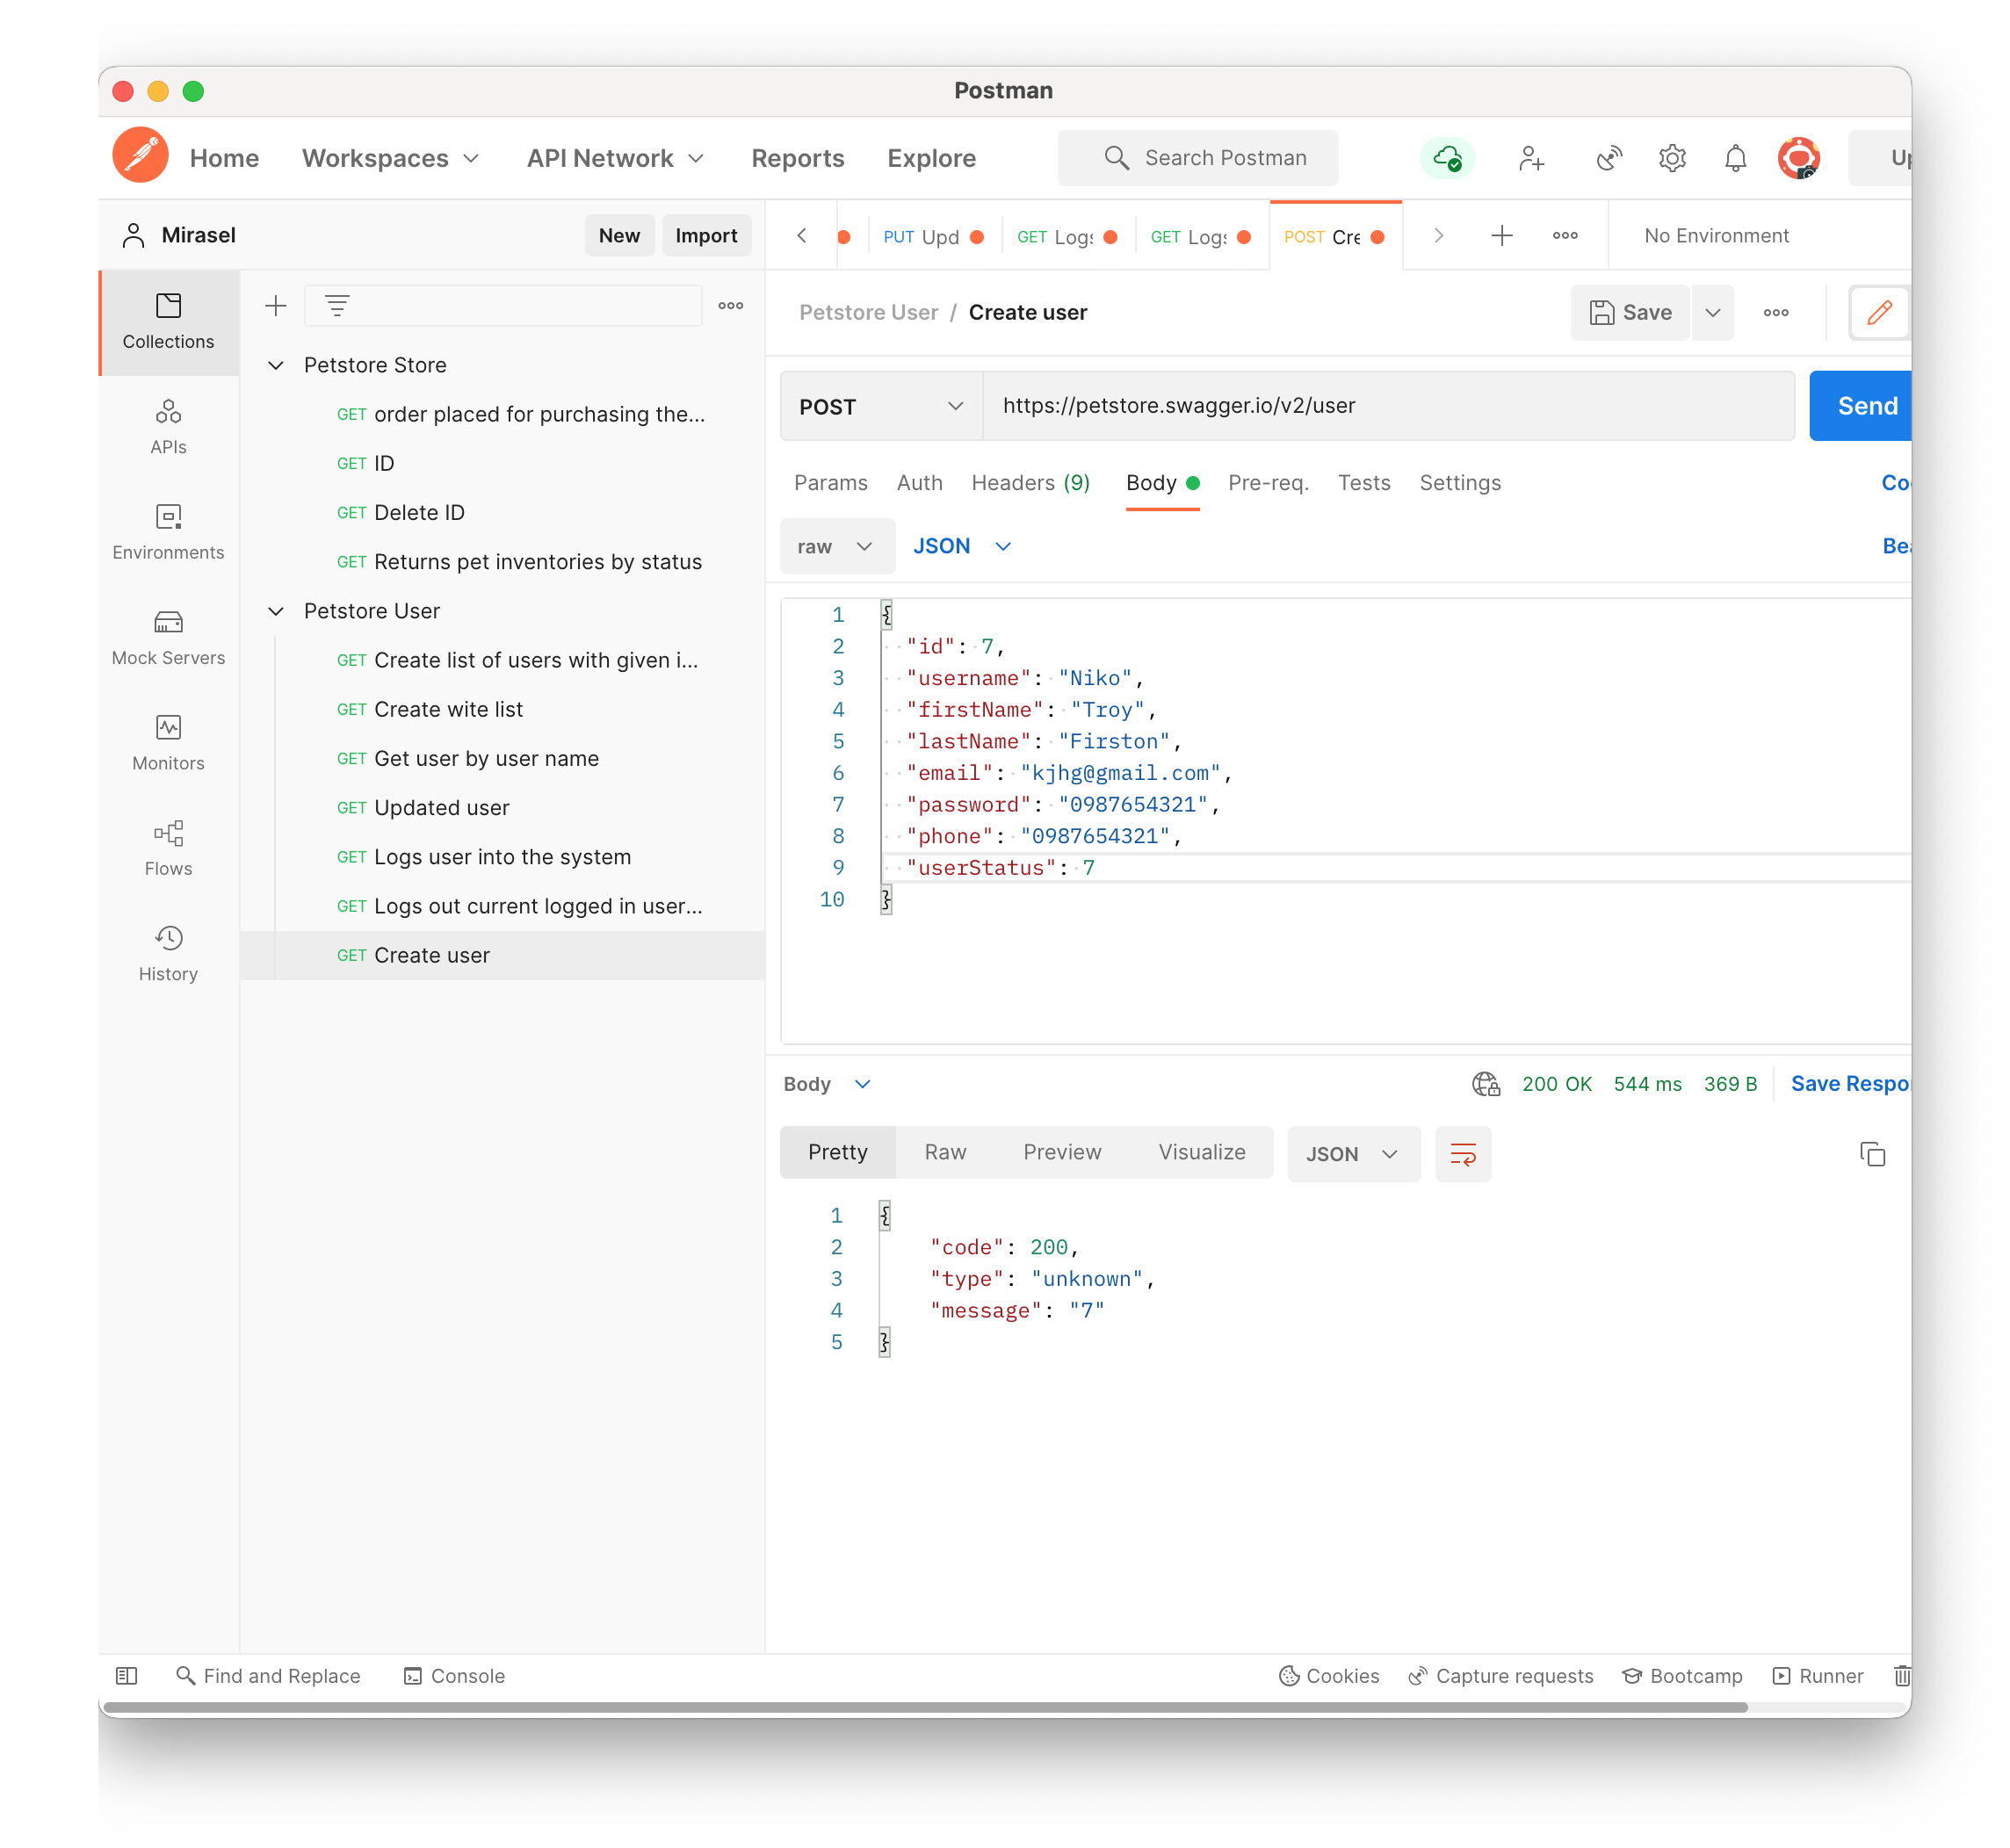 Postman
Home Workspaces API Network Reports Explore Search Postman Up
Mirasel New Import
PUT Upd GET Logs GET Logs POST Cre No Environment
Collections
APIs
Environments
Mock Servers
Monitors
Flows
History
Petstore Store
GET order placed for purchasing the...
GET ID
GET Delete ID
GET Returns pet inventories by status
Petstore User
GET Create list of users with given i...
GET Create wite list
GET Get user by user name
GET Updated user
GET Logs user into the system
GET Logs out current logged in user...
GET Create user
Petstore User / Create user Save
POST https://petstore.swagger.io/v2/user Send
Params Auth Headers (9) Body Pre-req. Tests Settings Coo
raw JSON Bea
1 {
2 "id": 7,
3 "username": "Niko",
4 "firstName": "Troy",
5 "lastName": "Firston",
6 "email": "kjhg@gmail.com",
7 "password": "0987654321",
8 "phone": "0987654321",
9 "userStatus": 7
10 }
Body 200 OK 544 ms 369 B Save Respo
Pretty Raw Preview Visualize JSON
1 {
2 "code": 200,
3 "type": "unknown",
4 "message": "7"
5 }
Find and Replace Console Cookies Capture requests Bootcamp Runner